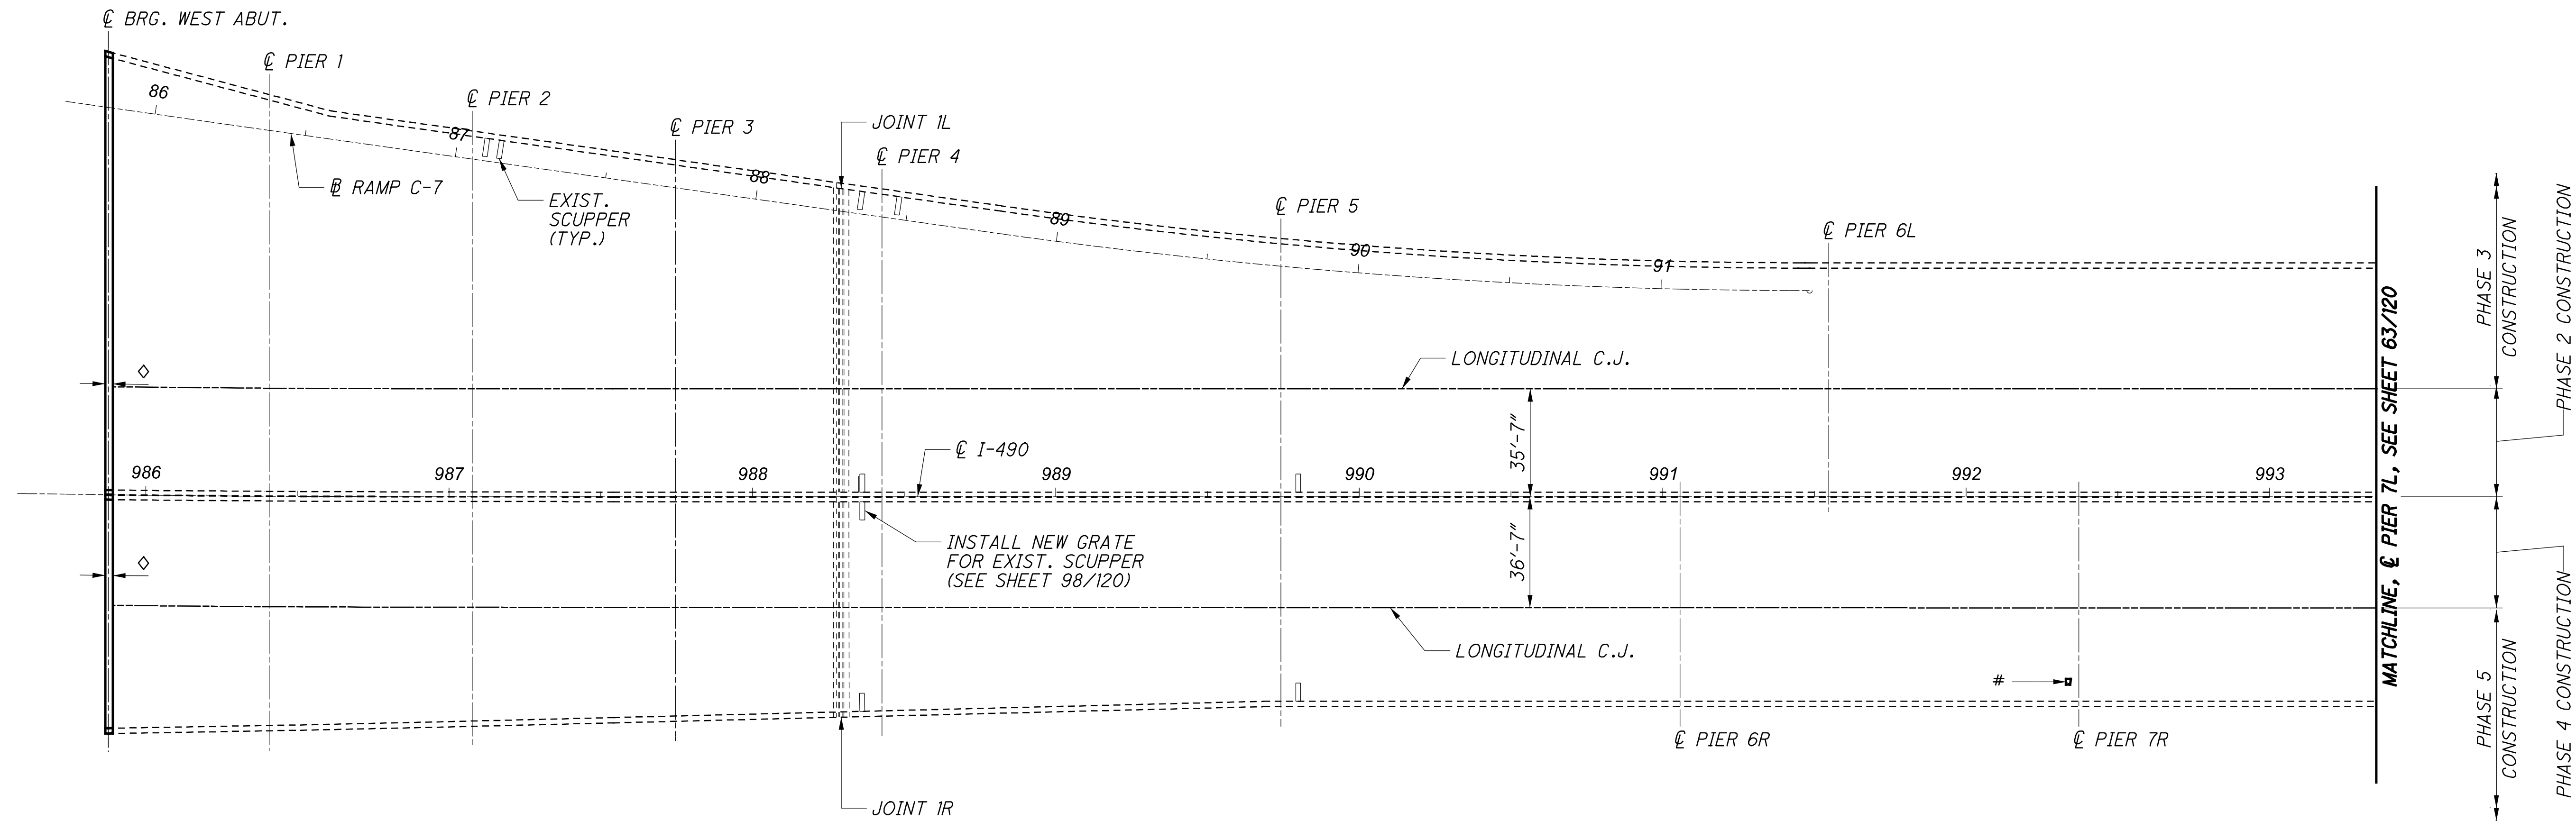 ℄ BRG. WEST ABUT.
℄ PIER 1
86
℄ PIER 2
87
℄ PIER 3
JOINT 1L
℄ PIER 4
88
B̲L RAMP C-7
EXIST.
SCUPPER
(TYP.)
89
℄ PIER 5
90
℄ PIER 6L
91
LONGITUDINAL C.J.
35'-7"
℄ I-490
986
987
988
989
990
991
992
993
INSTALL NEW GRATE
FOR EXIST. SCUPPER
(SEE SHEET 98/120)
36'-7"
LONGITUDINAL C.J.
#
℄ PIER 6R
℄ PIER 7R
JOINT 1R
MATCHLINE, ℄ PIER 7L, SEE SHEET 63/120
PHASE 3
CONSTRUCTION
PHASE 2 CONSTRUCTION
PHASE 5
CONSTRUCTION
PHASE 4 CONSTRUCTION